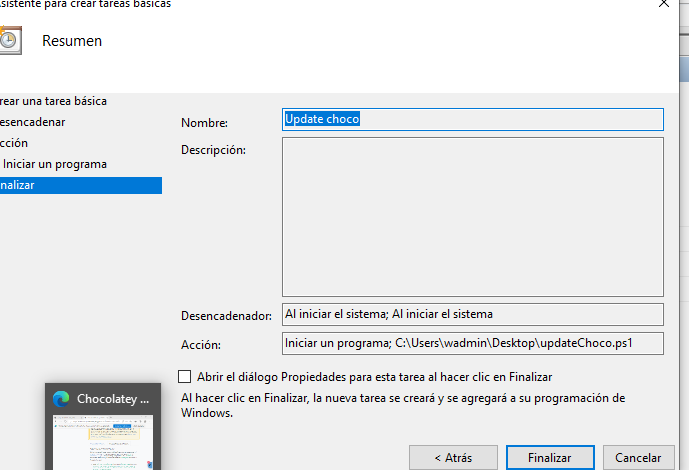 sistente para crear tareas básicas
Resumen
rear una tarea básica
esencadenar
cción
Iniciar un programa
nalizar
Nombre:
Update choco
Descripción:
Desencadenador:
Al iniciar el sistema; Al iniciar el sistema
Acción:
Iniciar un programa; C:\Users\wadmin\Desktop\updateChoco.ps1
Abrir el diálogo Propiedades para esta tarea al hacer clic en Finalizar
Al hacer clic en Finalizar, la nueva tarea se creará y se agregará a su programación de
Windows.
Chocolatey ...
< Atrás
Finalizar
Cancelar